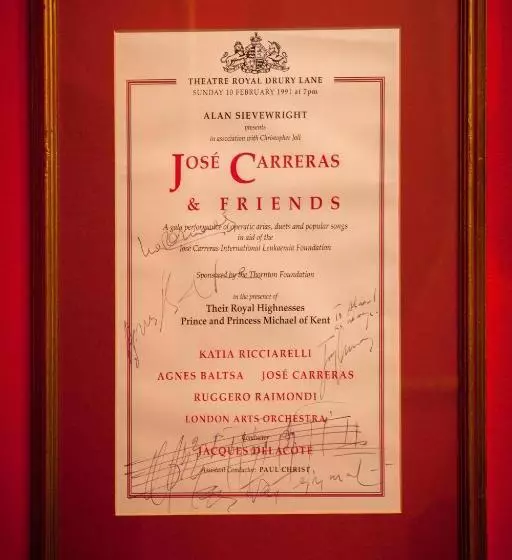 THEATRE ROYAL DRURY LANE
SUNDAY 10 FEBRUARY 1991 at 7pm
ALAN SIEVEWRIGHT
presents
in association with Christopher Joll
JOSÉ CARRERAS
& FRIENDS
A gala performance of operatic arias, duets and popular songs
in aid of the
José Carreras International Leukaemia Foundation
Sponsored by the Thornton Foundation
in the presence of
Their Royal Highnesses
Prince and Princess Michael of Kent
KATIA RICCIARELLI
AGNES BALTSA JOSÉ CARRERAS
RUGGERO RAIMONDI
LONDON ARTS ORCHESTRA
Conductor
JACQUES DELACOTE
Assistant Conductor: PAUL CHRIST